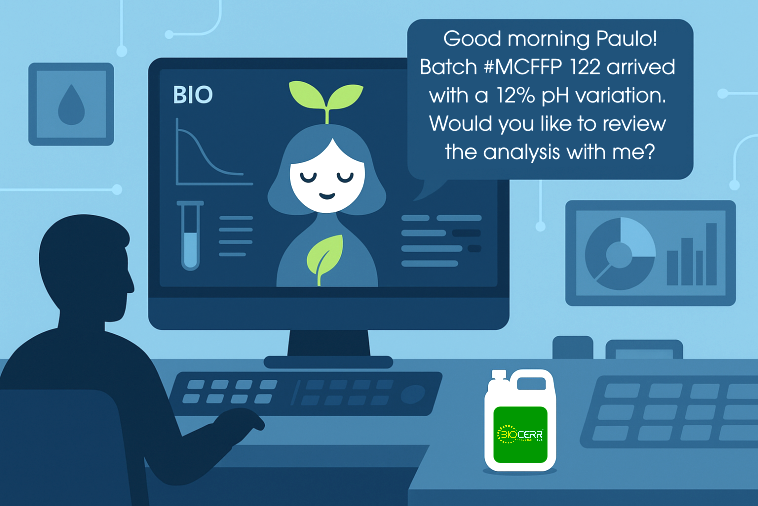 Good morning Paulo!
Batch #MCFFP 122 arrived
with a 12% pH variation.
Would you like to review
the analysis with me?
BIO
BIOCERR